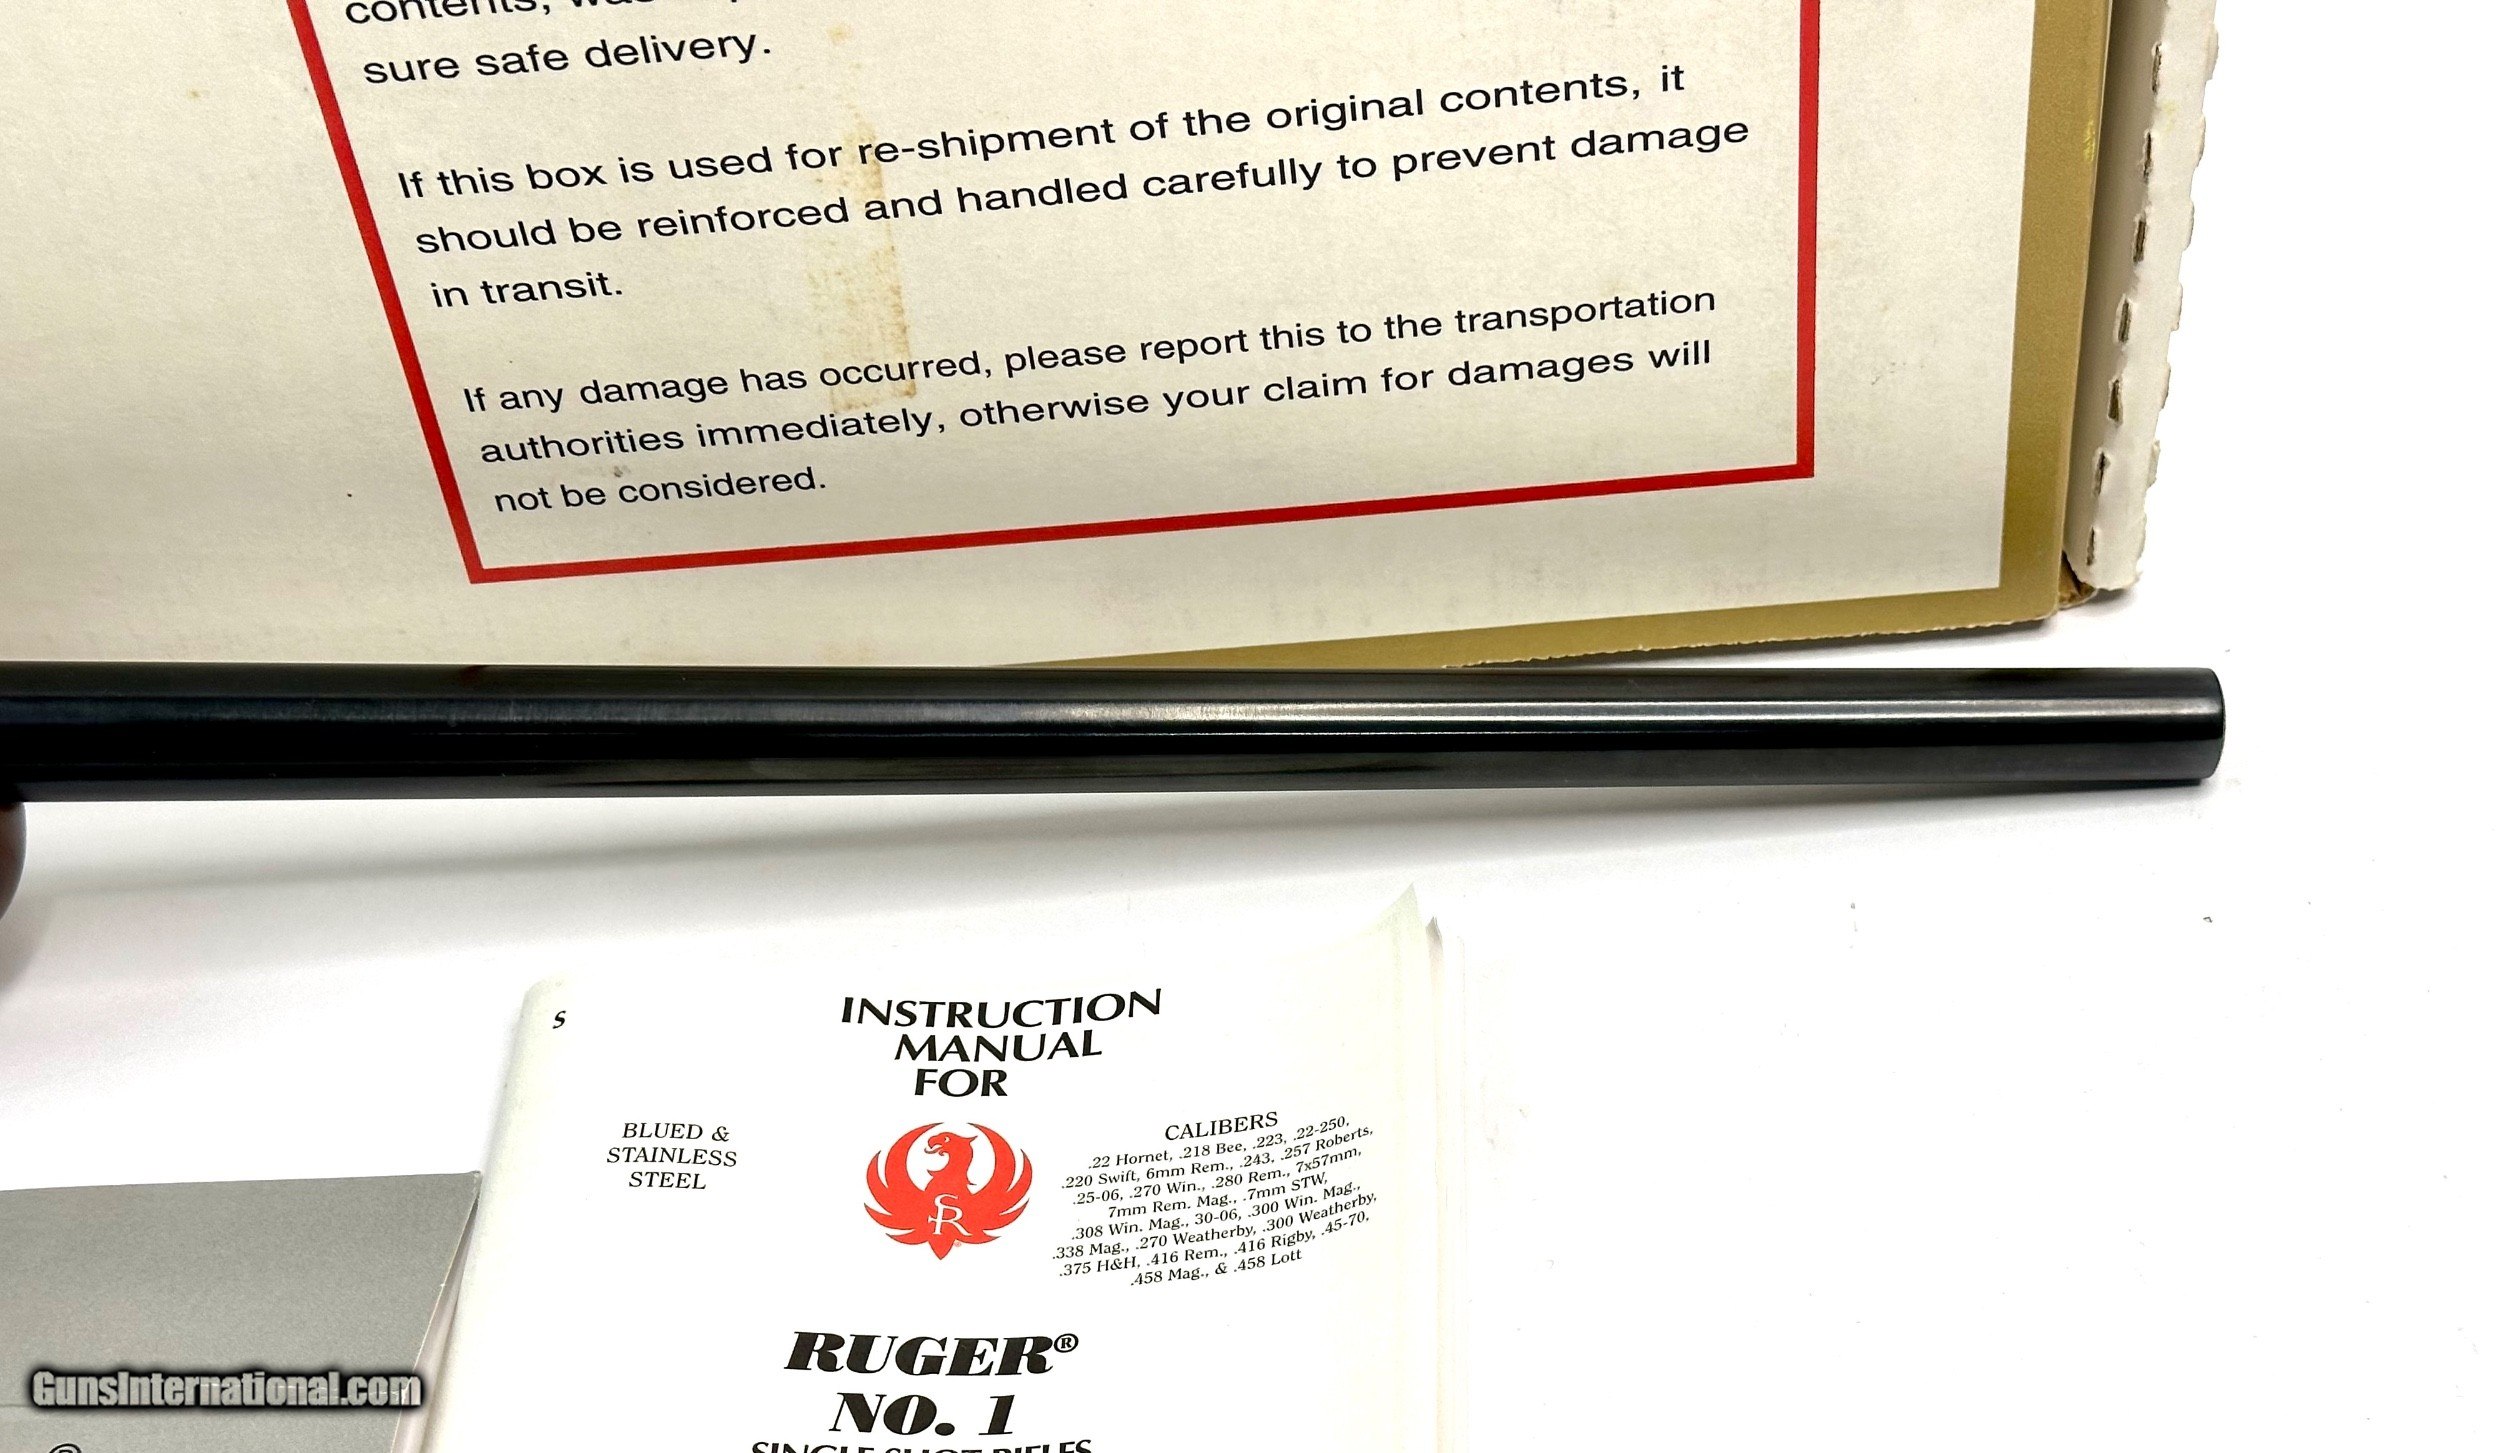 contents,
sure safe delivery.
If this box is used for re-shipment of the original contents, it
should be reinforced and handled carefully to prevent damage
in transit.
If any damage has occurred, please report this to the transportation
authorities immediately, otherwise your claim for damages will
not be considered.
S
INSTRUCTION
MANUAL
FOR
BLUED &
STAINLESS
STEEL
SR
CALIBERS
.22 Hornet, .218 Bee, .223, .22-250,
.220 Swift, 6mm Rem., .243, .257 Roberts,
.25-06, .270 Win., .280 Rem., 7x57mm,
7mm Rem. Mag., .7mm STW,
.308 Win. Mag., 30-06, .300 Win. Mag.,
.338 Mag., .270 Weatherby, .300 Weatherby,
.375 H&H, .416 Rem., .416 Rigby, .45-70,
.458 Mag., & .458 Lott
RUGER®
NO. 1
SINGLE SHOT RIFLES
GunsInternational.com
®